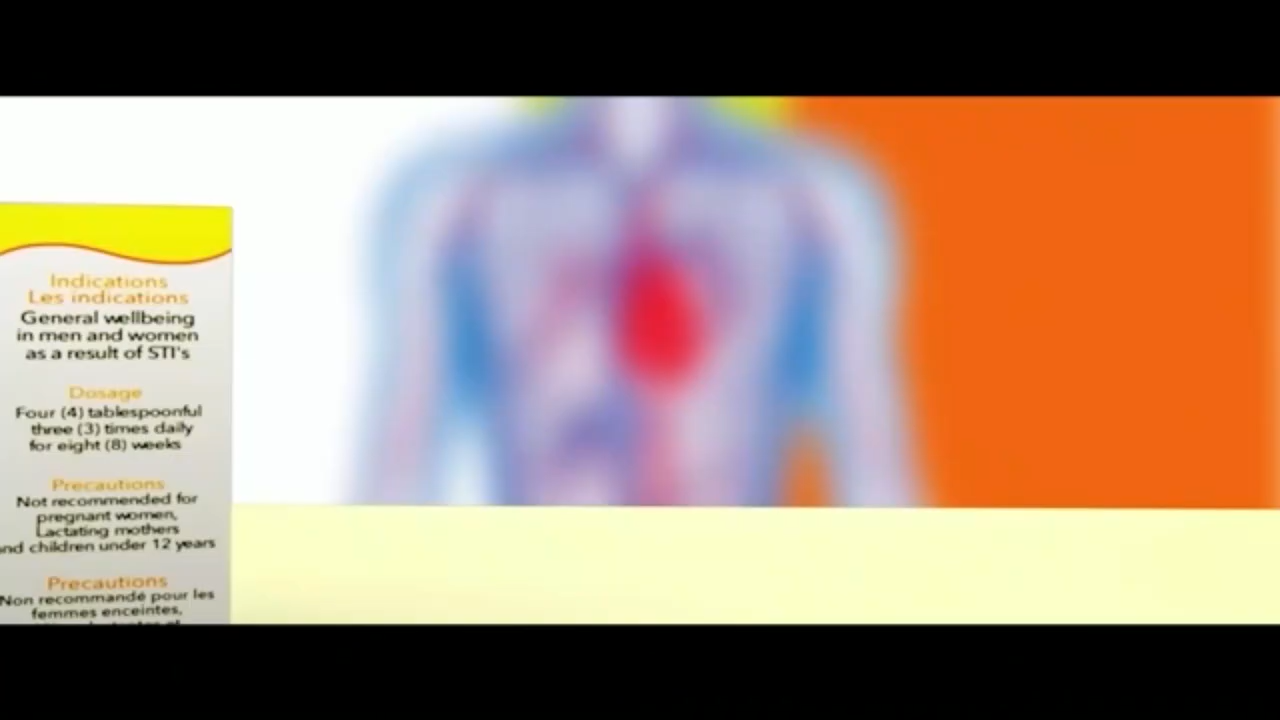 Indications
Les indications
General wellbeing
in men and women
as a result of STI's
Dosage
Four (4) tablespoonful
three (3) times daily
for eight (8) weeks
Precautions
Not recommended for
pregnant women,
Lactating mothers
and children under 12 years
Precautions
Non recommandé pour les
femmes enceintes,